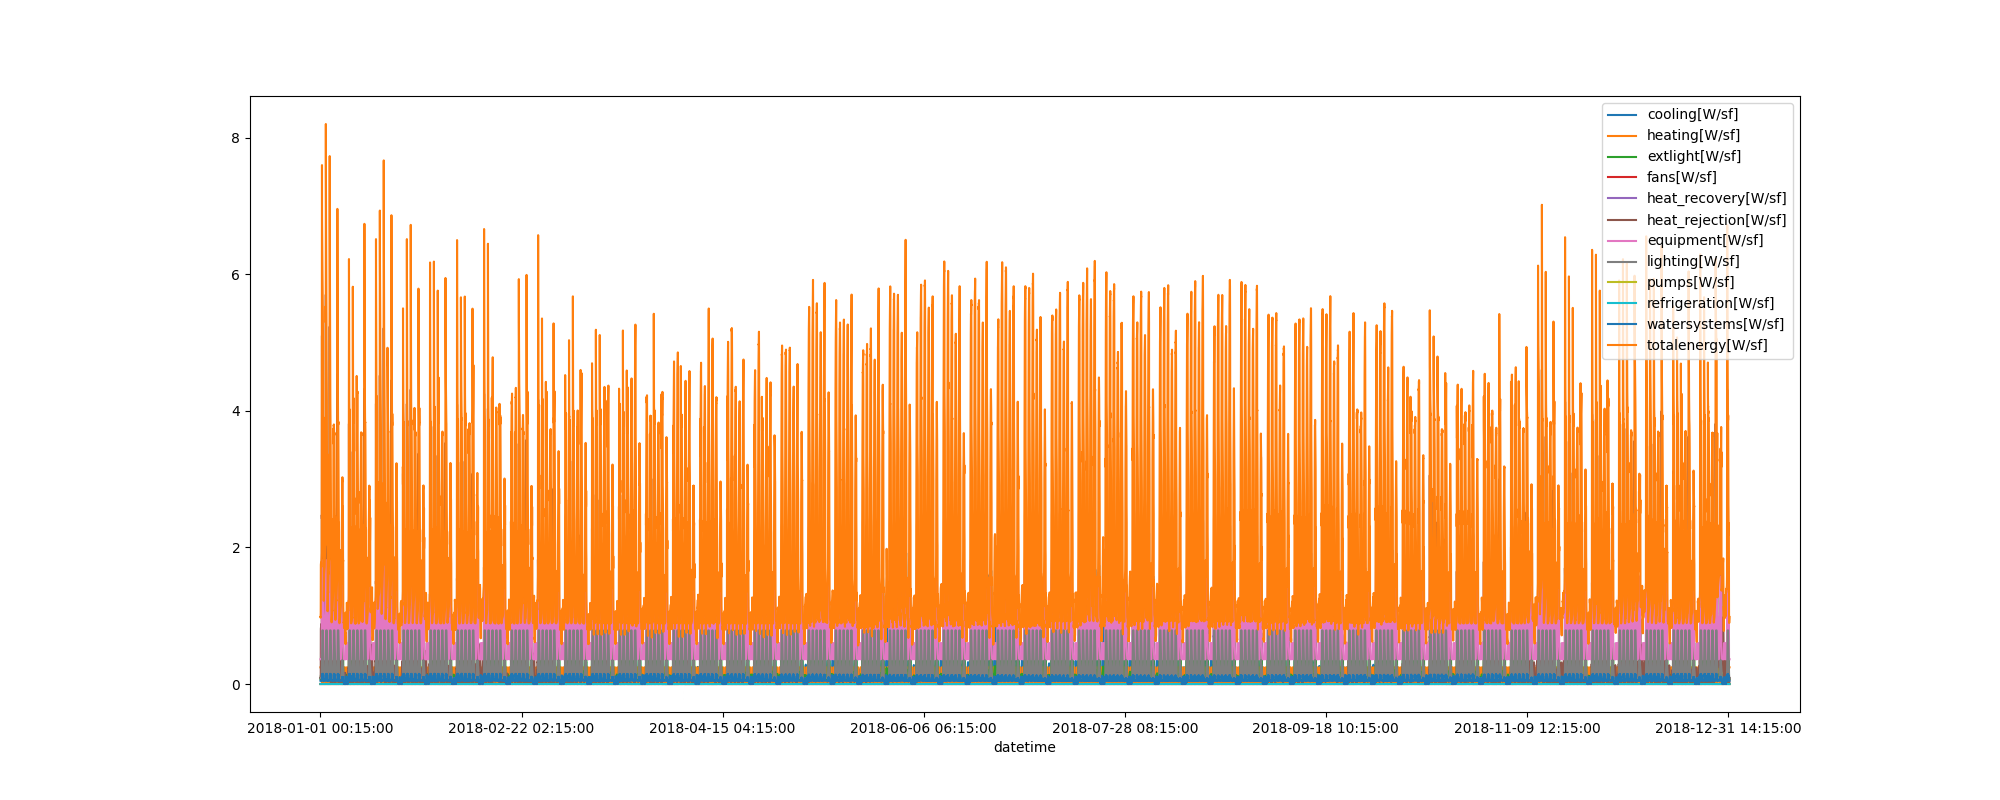 8
6
4
2
0
cooling[W/sf]
heating[W/sf]
extlight[W/sf]
fans[W/sf]
heat_recovery[W/sf]
heat_rejection[W/sf]
equipment[W/sf]
lighting[W/sf]
pumps[W/sf]
refrigeration[W/sf]
watersystems[W/sf]
totalenergy[W/sf]
2018-01-01 00:15:00 2018-02-22 02:15:00 2018-04-15 04:15:00 2018-06-06 06:15:00 2018-07-28 08:15:00 2018-09-18 10:15:00 2018-11-09 12:15:00 2018-12-31 14:15:00
datetime